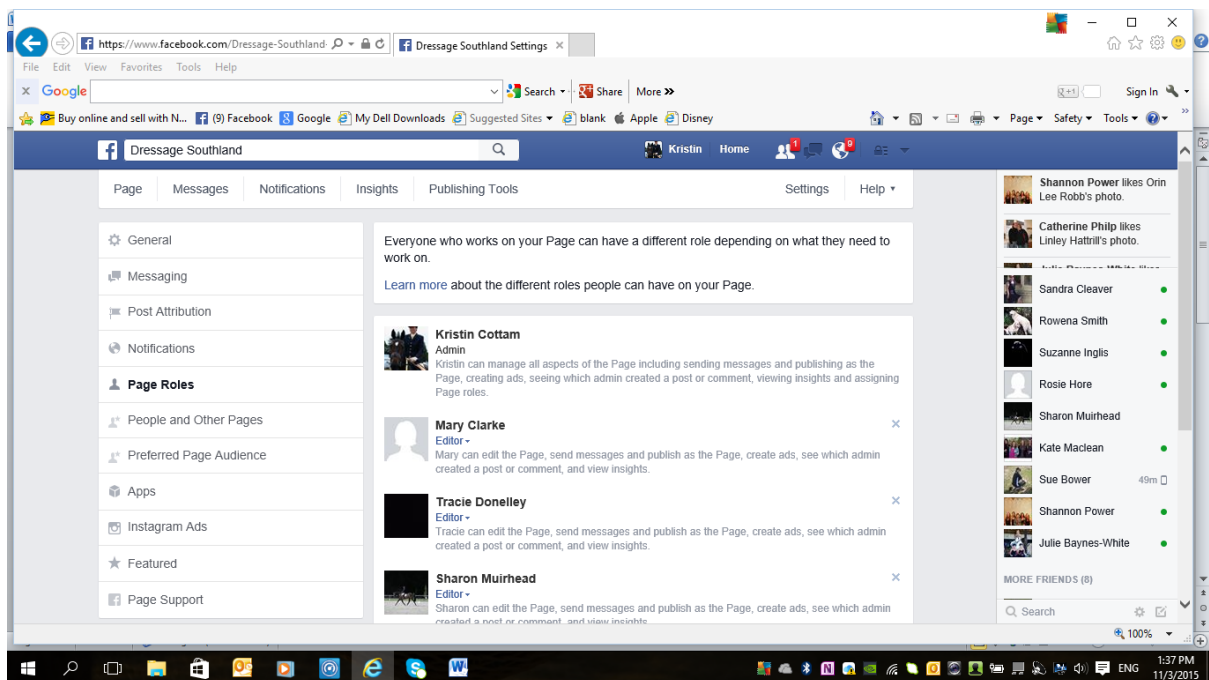 https://www.facebook.com/Dressage-Southland-
Dressage Southland Settings
File Edit View Favorites Tools Help
x Google Search Share More >> Sign In
Buy online and sell with N... (9) Facebook Google My Dell Downloads Suggested Sites blank Apple Disney Page Safety Tools
Dressage Southland Kristin Home 1 9
Page Messages Notifications Insights Publishing Tools Settings Help
General
Messaging
Post Attribution
Notifications
Page Roles
People and Other Pages
Preferred Page Audience
Apps
Instagram Ads
Featured
Page Support
Everyone who works on your Page can have a different role depending on what they need to
work on.
Learn more about the different roles people can have on your Page.
Kristin Cottam
Admin
Kristin can manage all aspects of the Page including sending messages and publishing as the
Page, creating ads, seeing which admin created a post or comment, viewing insights and assigning
Page roles.
Mary Clarke
Editor
Mary can edit the Page, send messages and publish as the Page, create ads, see which admin
created a post or comment, and view insights.
Tracie Donelley
Editor
Tracie can edit the Page, send messages and publish as the Page, create ads, see which admin
created a post or comment, and view insights.
Sharon Muirhead
Editor
Sharon can edit the Page, send messages and publish as the Page, create ads, see which admin
created a post or comment, and view insights.
Shannon Power likes Orin
Lee Robb's photo.
Catherine Philp likes
Linley Hattrill's photo.
Sandra Cleaver
Rowena Smith
Suzanne Inglis
Rosie Hore
Sharon Muirhead
Kate Maclean
Sue Bower 49m
Shannon Power
Julie Baynes-White
MORE FRIENDS (8)
Search
100%
ENG
1:37 PM
11/3/2015